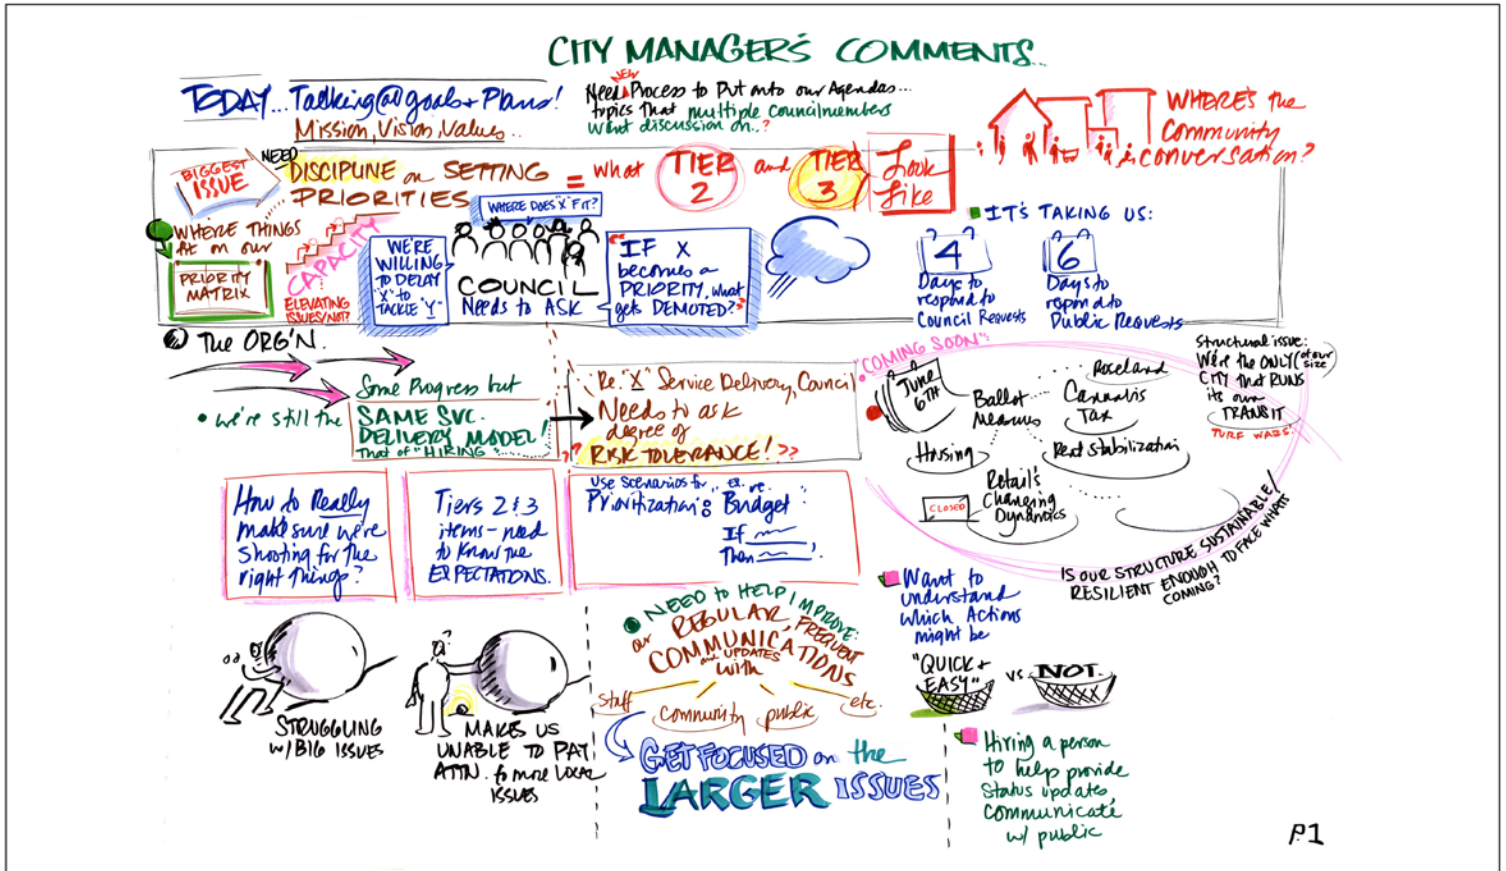 CITY MANAGER'S COMMENTS...
TODAY... Talking @ goals + Plans!
Mission, Vision, Values..
NEW
Need Process to Put onto our Agendas...
topics That multiple councilmembers
want discussion on..?
WHERE'S the
Community
conversation?
BIGGEST
ISSUE
NEED
DISCIPLINE on SETTING
PRIORITIES
= what
TIER
2
and
TIER
3
Look
Like
WHERE THINGS
ARE on our
PRIORITY
MATRIX
CAPACITY
ELEVATING
ISSUES/NOT?
WE'RE
WILLING
TO DELAY
"X" to
TACKLE "Y"
WHERE DOES "X" FIT?
COUNCIL
Needs to ASK
"IF X
becomes a
PRIORITY, what
gets DEMOTED?"
IT'S TAKING US:
4
Days to
respond to
Council Requests
6
Days to
respond to
Public Requests
The ORG'N.
Some Progress but
• we're still the
SAME SVC.
DELIVERY MODEL!
That of "HIRING"......
Re. "X" Service Delivery, Council
Needs to ask
degree of
RISK TOLERANCE!
??
"COMING SOON":
JUNE
6TH
Ballot
Measures
Roseland
Cannabis
Tax
Rent Stabilization
Housing
CLOSED
Retail's
Changing
Dynamics
Structural issue:
We're the ONLY (of our size)
CITY that RUNS
its own
TRANSIT
TURF WARS!
IS OUR STRUCTURE SUSTAINABLE/
RESILIENT ENOUGH TO FACE WHATS
COMING?
How to Really
make sure we're
Shooting for the
right Things?
Tiers 2 & 3
items - need
to know the
EXPECTATIONS.
Use Scenarios for
Prioritization:
ex. re.
Budget
If
Then
STRUGGLING
w/BIG ISSUES
MAKES US
UNABLE TO PAY
ATTN. to more LOCAL
ISSUES
NEED to HELP IMPROVE:
our REGULAR, FREQUENT
COMMUNICATIONS
and UPDATES
with
Staff
Community
public
etc.
GET FOCUSED on the
LARGER ISSUES
Want to
understand
which Actions
might be
"QUICK +
EASY"
vs.
NOT.
Hiring a person
to help provide
Status updates,
Communicate
w/ public
P.1